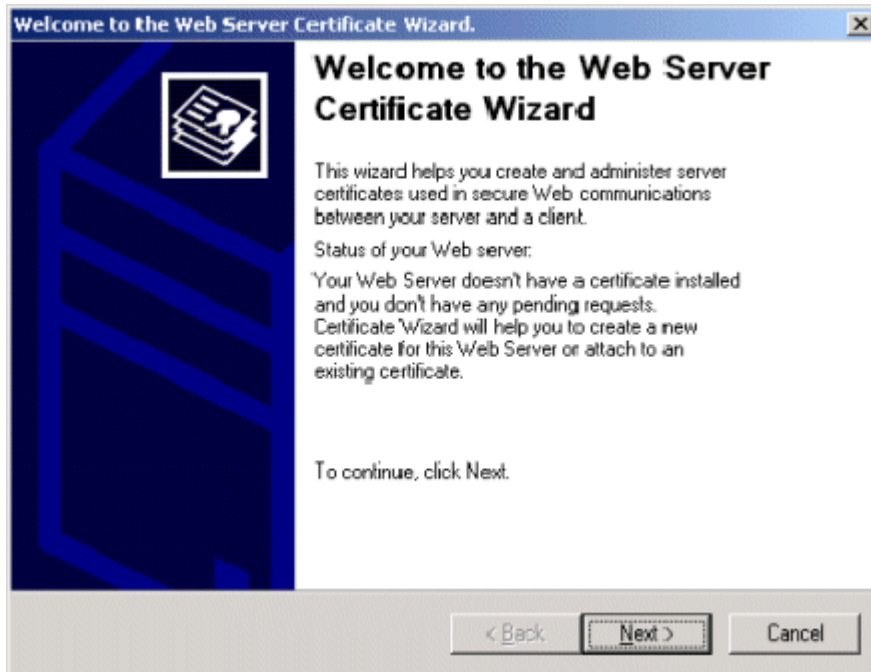 Welcome to the Web Server Certificate Wizard.
Welcome to the Web Server
Certificate Wizard
This wizard helps you create and administer server
certificates used in secure Web communications
between your server and a client.
Status of your Web server:
Your Web Server doesn't have a certificate installed
and you don't have any pending requests.
Certificate Wizard will help you to create a new
certificate for this Web Server or attach to an
existing certificate.
To continue, click Next.
< Back
Next >
Cancel